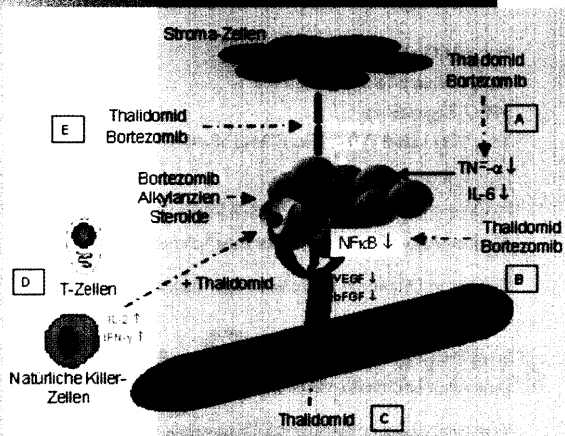 Stroma-Zellen
Thalidomid
Bortezomib
A
E
Thalidomid
Bortezomib
TNF-α ↓
IL-6 ↓
Bortezomib
Alkylanzien
Steroide
NFκB ↓
Thalidomid
Bortezomib
B
T-Zellen
D
+ Thalidomid
VEGF ↓
bFGF ↓
IL-2 ↑
IFN-γ ↑
Natürliche Killer-
Zellen
Thalidomid
C